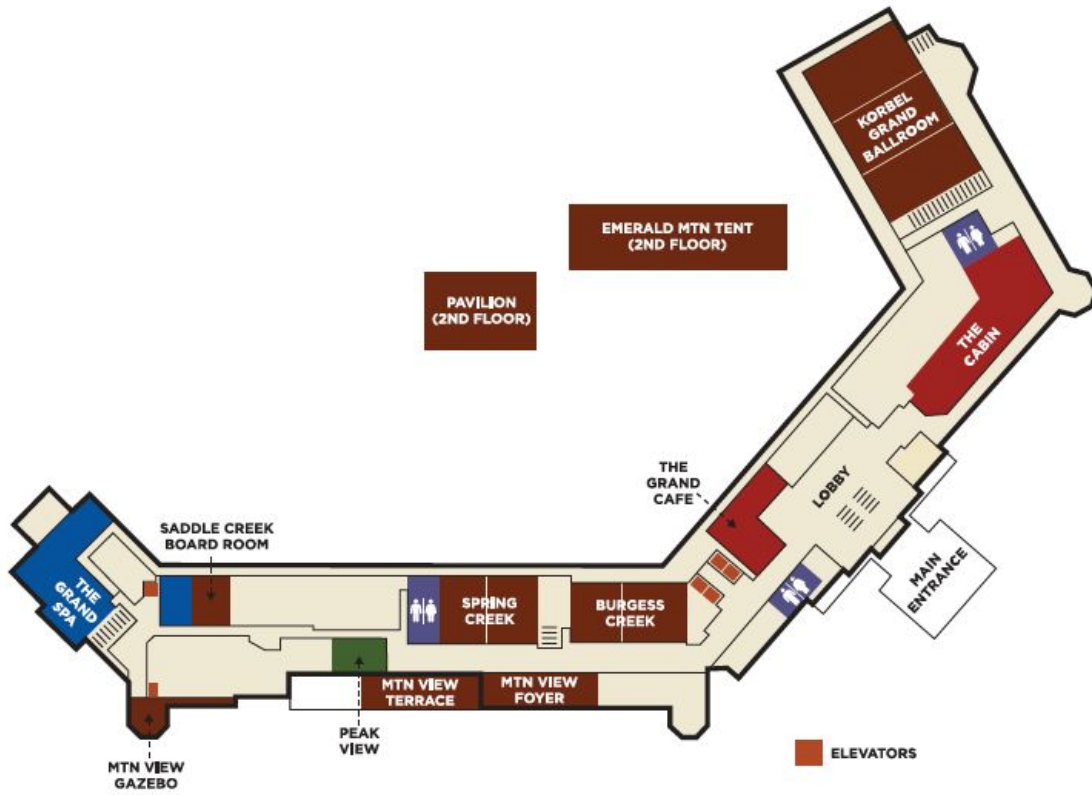 KORBEL
GRAND
BALLROOM
EMERALD MTN TENT
(2ND FLOOR)
PAVILION
(2ND FLOOR)
THE
CABIN
THE
GRAND
CAFE
LOBBY
SADDLE CREEK
BOARD ROOM
THE
GRAND
SPA
SPRING
CREEK
BURGESS
CREEK
MAIN
ENTRANCE
MTN VIEW
TERRACE
MTN VIEW
FOYER
PEAK
VIEW
MTN VIEW
GAZEBO
ELEVATORS